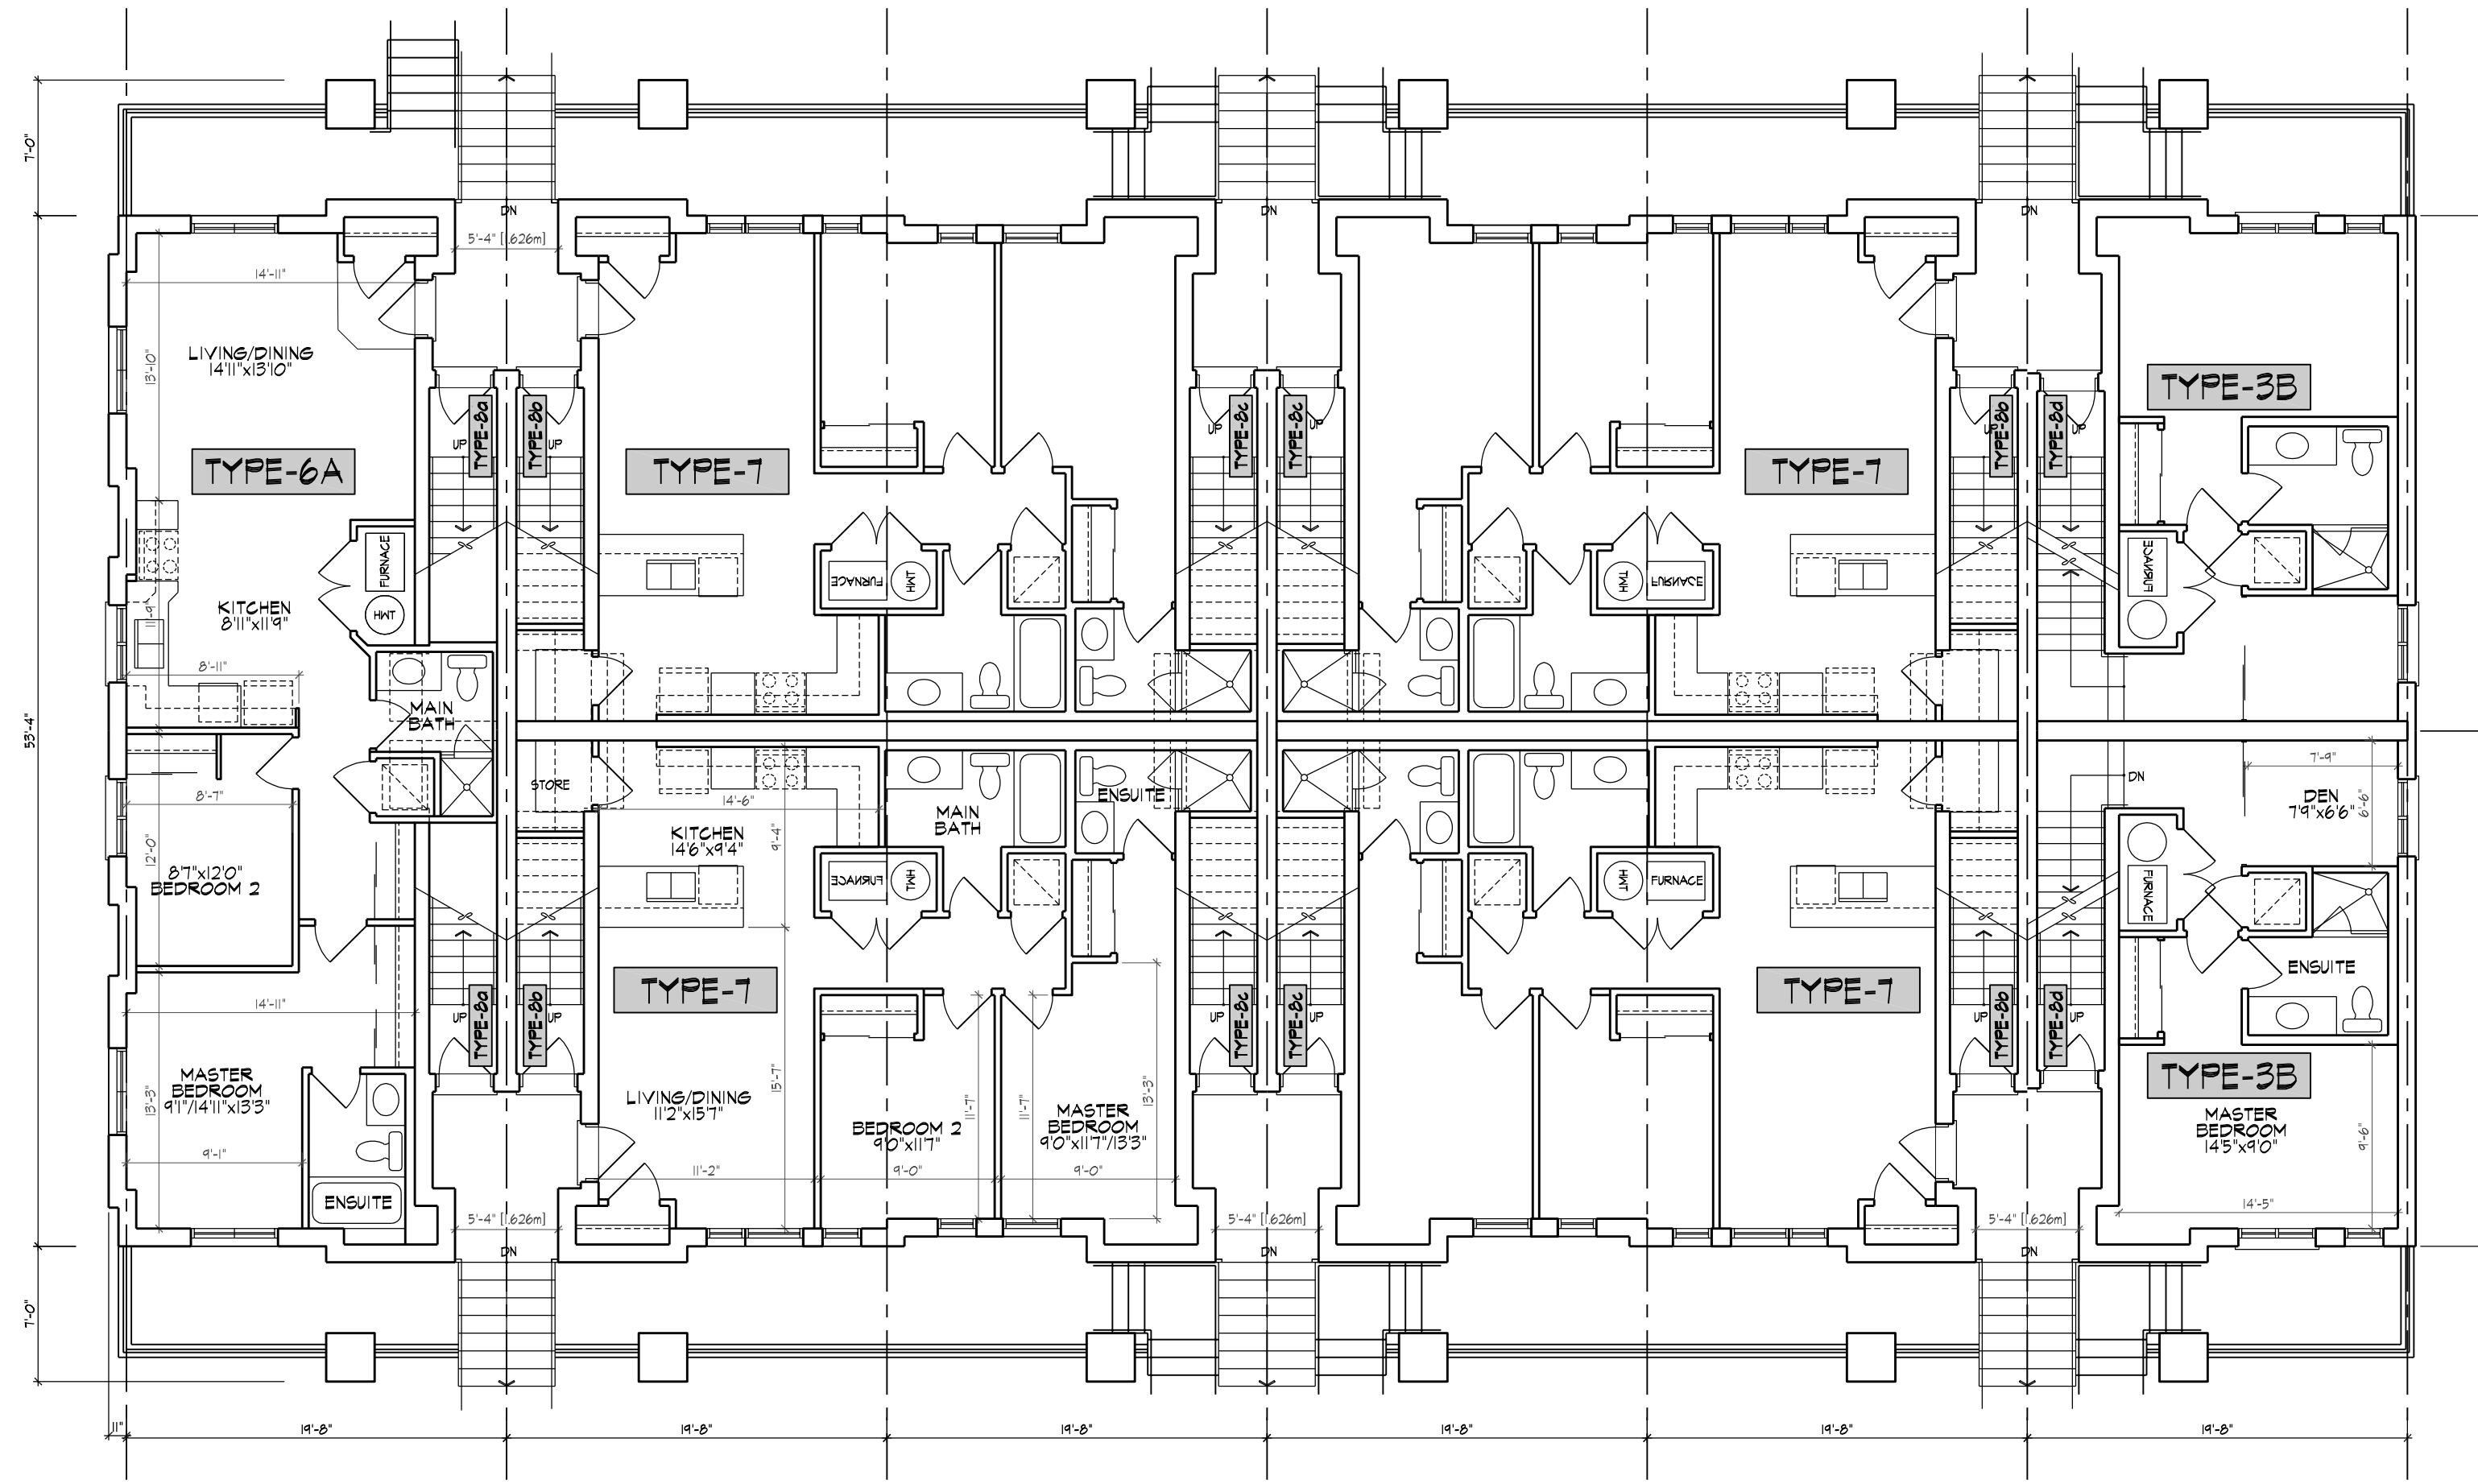 7'-0"
DN
DN
DN
5'-4" [1.626m]
14'-11"
13'-10"
LIVING/DINING
14'11"x13'10"
TYPE-3B
TYPE-8a
TYPE-8b
TYPE-8c
TYPE-8c
TYPE-8b
TYPE-8d
UP
UP
UP
UP
UP
UP
TYPE-6A
TYPE-7
TYPE-7
FURNACE
HWT
FURNACE
HWT
HWT
FURNACE
FURNACE
11'-9"
KITCHEN
8'11"x11'9"
8'-11"
MAIN
BATH
53'-4"
STORE
8'-7"
12'-0"
8'7"x12'0"
BEDROOM 2
14'-6"
KITCHEN
14'6"x9'4"
9'-4"
MAIN
BATH
ENSUITE
DN
7'-9"
DEN
7'9"x6'6"
6'-6"
FURNACE
HWT
HWT
FURNACE
FURNACE
ENSUITE
14'-11"
TYPE-7
TYPE-7
UP
UP
UP
UP
UP
UP
TYPE-8a
TYPE-8b
TYPE-8c
TYPE-8c
TYPE-8b
TYPE-8d
TYPE-3B
MASTER
BEDROOM
9'1"/14'11"x13'3"
13'-3"
9'-1"
ENSUITE
LIVING/DINING
11'2"x15'7"
15'-7"
11'-2"
BEDROOM 2
9'0"x11'7"
11'-7"
9'-0"
11'-7"
MASTER
BEDROOM
9'0"x11'7"/13'3"
13'-3"
9'-0"
MASTER
BEDROOM
14'5"x9'0"
9'-6"
14'-5"
5'-4" [1.626m]
5'-4" [1.626m]
5'-4" [1.626m]
DN
DN
DN
7'-0"
11"
19'-8"
19'-8"
19'-8"
19'-8"
19'-8"
19'-8"